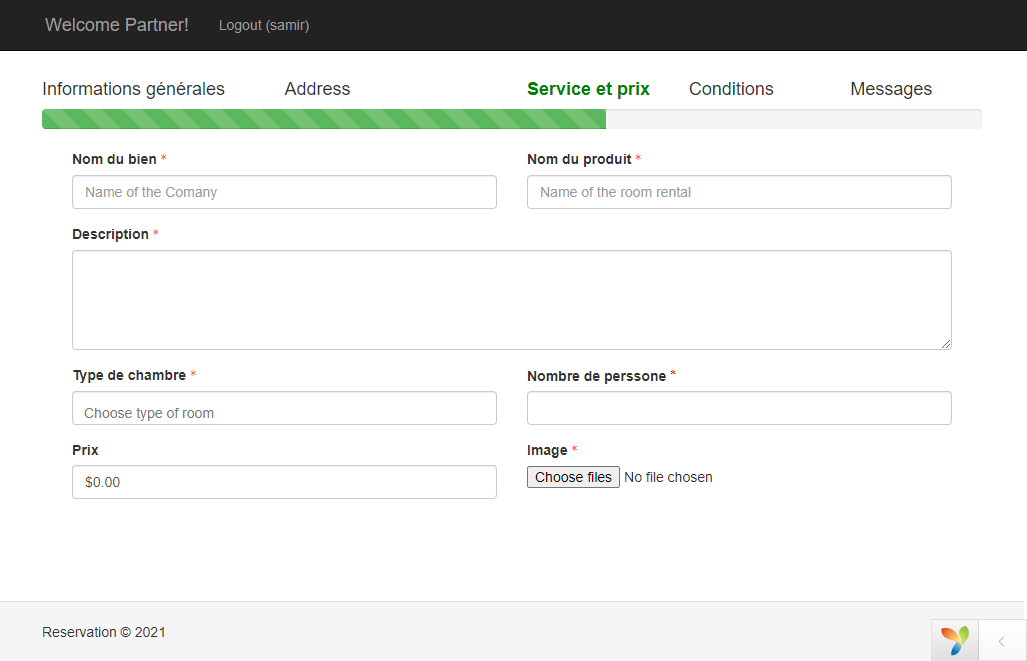 Welcome Partner! Logout (samir)
Informations générales Address Service et prix Conditions Messages
Nom du bien * Nom du produit *
Name of the Comany Name of the room rental
Description *
Type de chambre * Nombre de perssone *
Choose type of room
Prix Image *
$0.00 Choose files No file chosen
Reservation © 2021